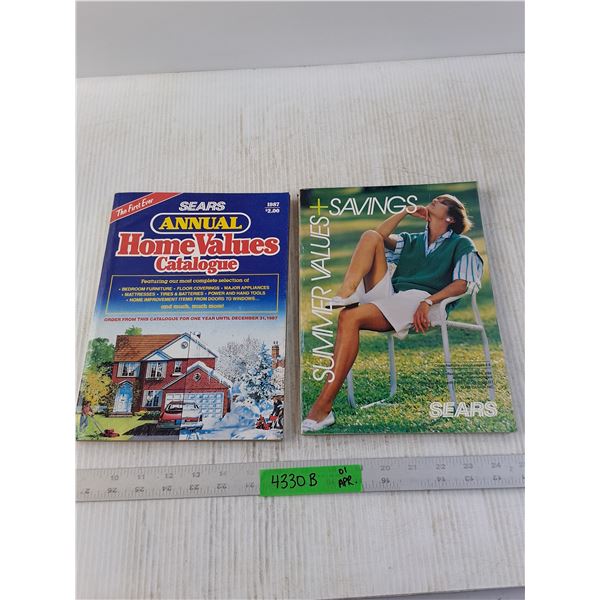 The First Ever
SEARS
1987
$2.00
ANNUAL
Home Values
Catalogue
Featuring our most complete selection of
• BEDROOM FURNITURE • FLOOR COVERINGS • MAJOR APPLIANCES
• MATTRESSES • TIRES & BATTERIES • POWER AND HAND TOOLS
• HOME IMPROVEMENT ITEMS FROM DOORS TO WINDOWS...
and much, much more!
ORDER FROM THIS CATALOGUE FOR ONE YEAR UNTIL DECEMBER 31, 1987
SUMMER VALUES + SAVINGS
SEARS
4330 B
01
APR.